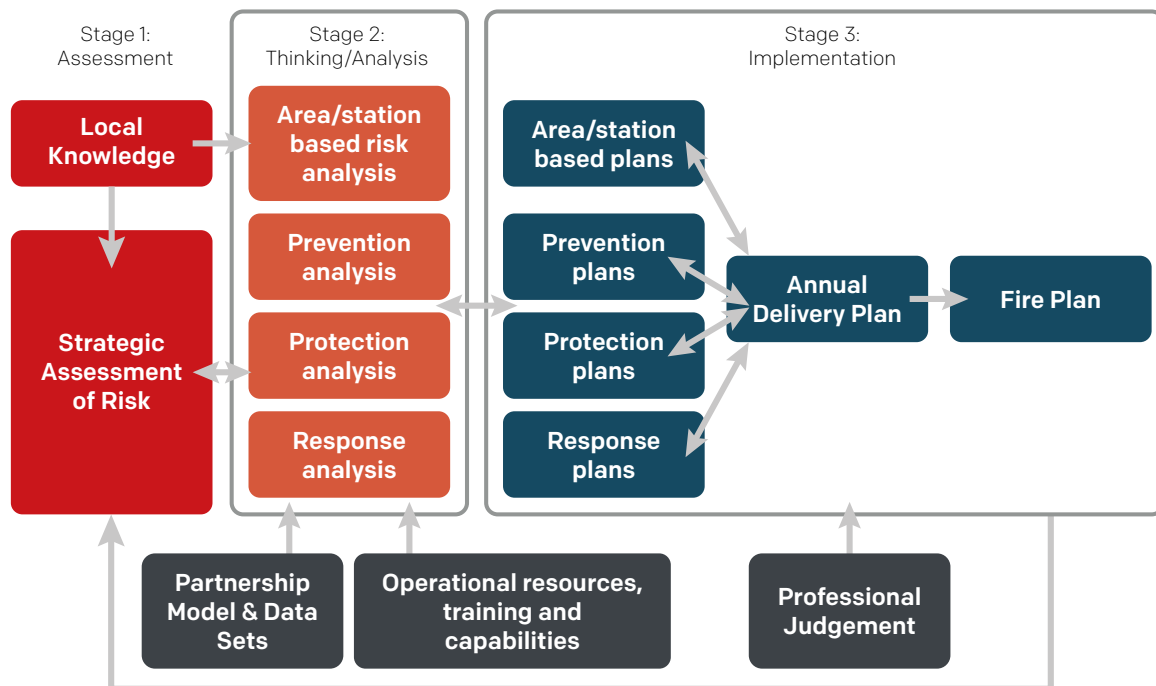 Stage 1:
Assessment
Local
Knowledge
Strategic
Assessment
of Risk
Stage 2:
Thinking/Analysis
Area/station
based risk
analysis
Prevention
analysis
Protection
analysis
Response
analysis
Stage 3:
Implementation
Area/station
based plans
Prevention
plans
Protection
plans
Response
plans
Annual
Delivery Plan
Fire Plan
Partnership
Model & Data
Sets
Operational resources,
training and
capabilities
Professional
Judgement